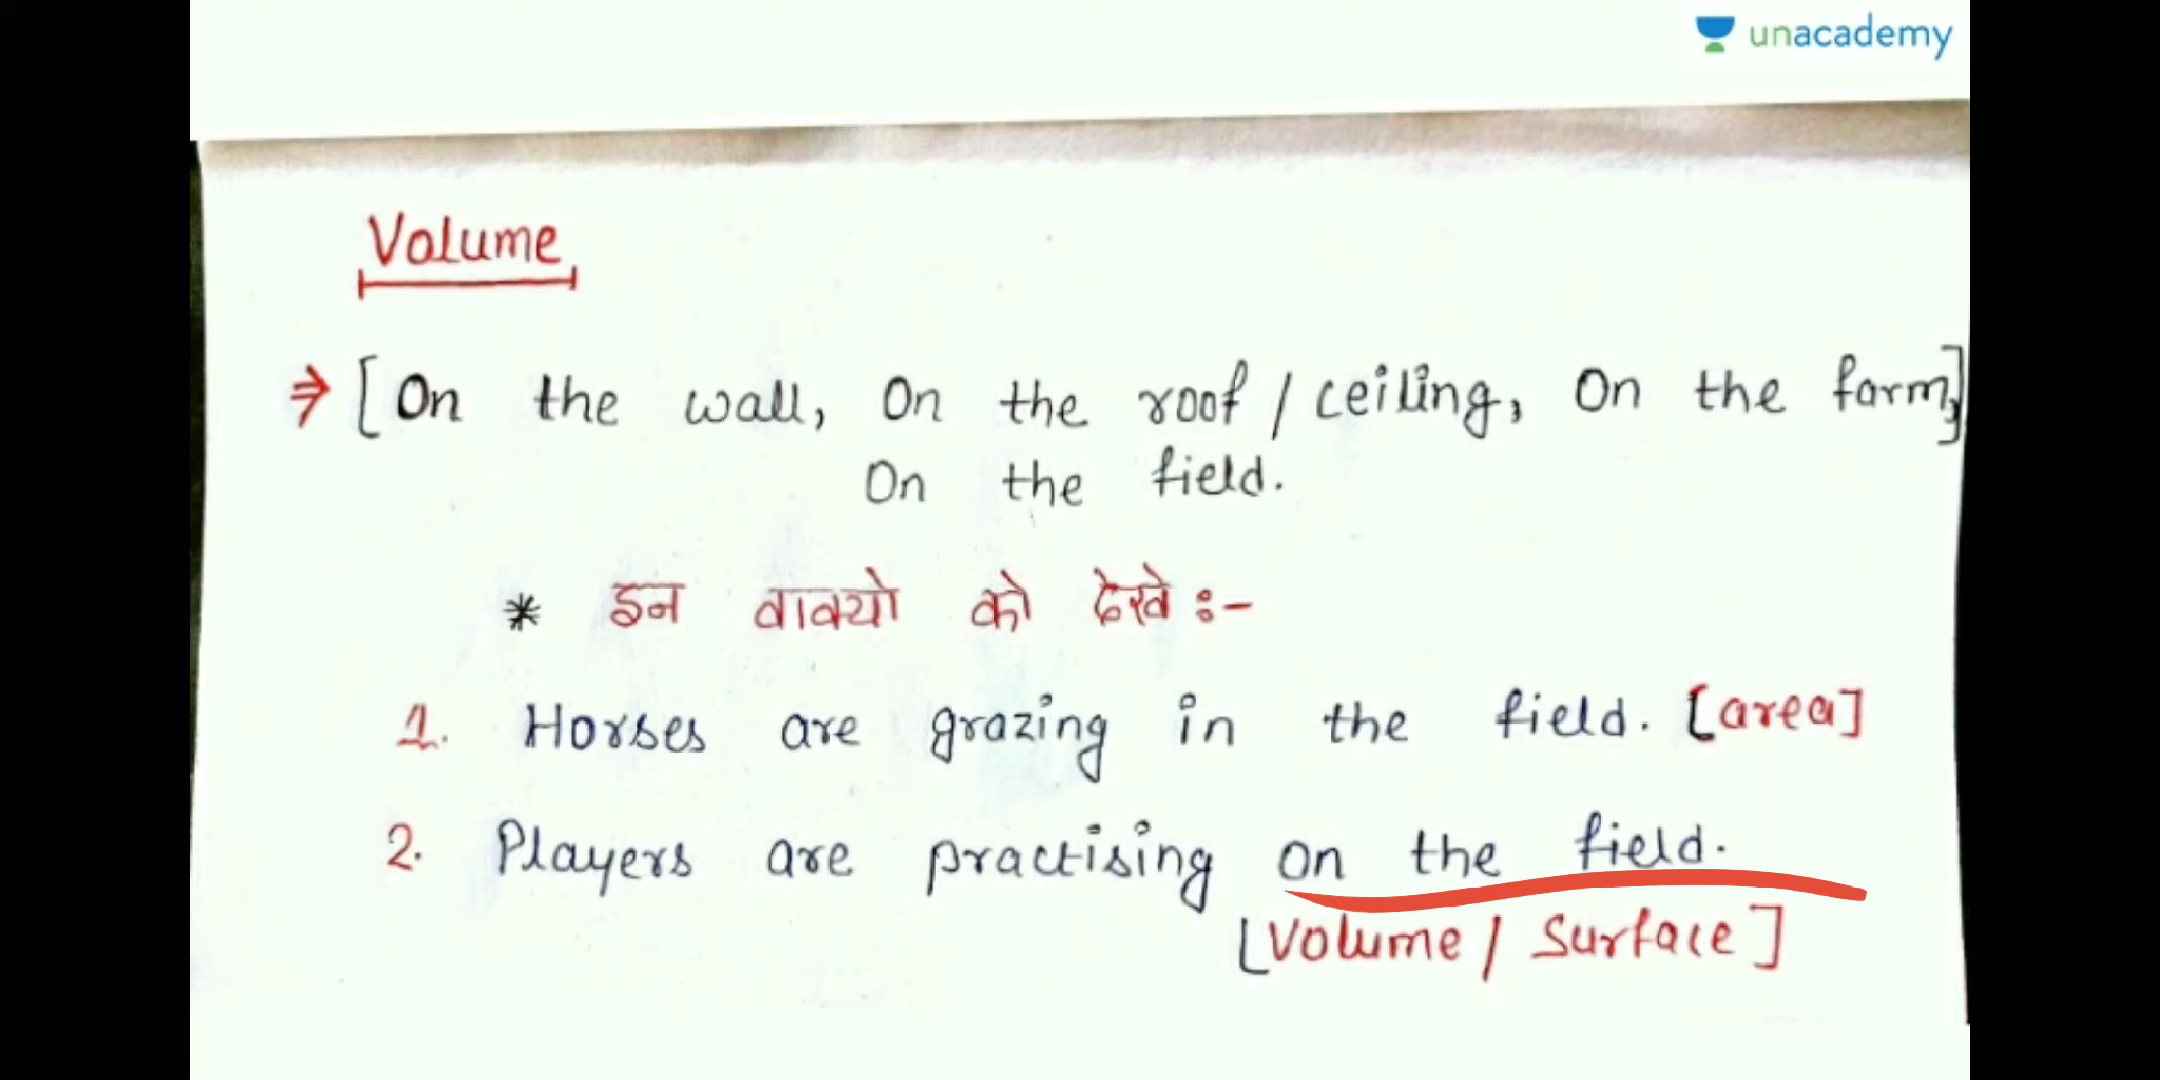 unacademy
Volume
⇒ [On the wall, On the roof / ceiling, On the farm,]
On the field.
* इन वाक्यो को देखे :-
1. Horses are grazing in the field. [area]
2. Players are practising on the field.
[Volume / Surface]